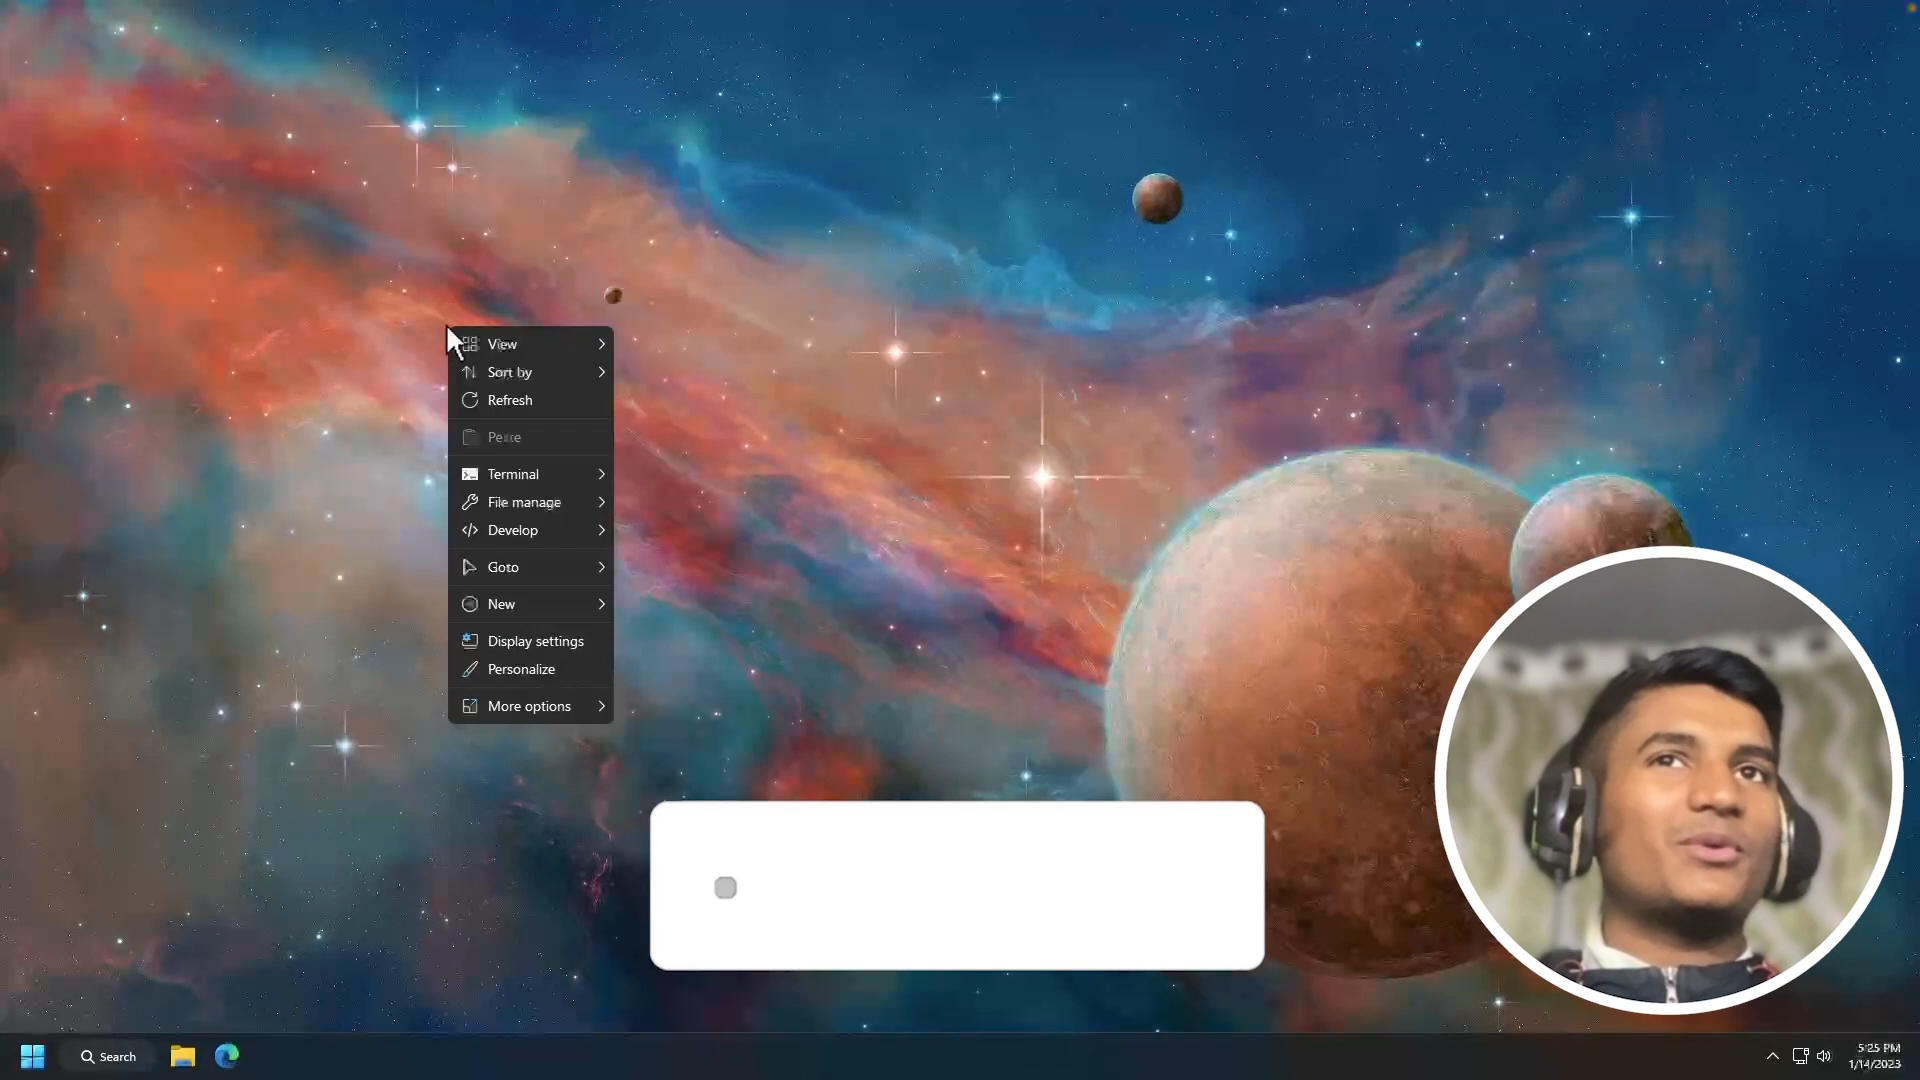 View
Sort by
Refresh
Terminal
File manage
Develop
Goto
New
Display settings
Personalize
More options
Search
5:25 PM
1/14/2023